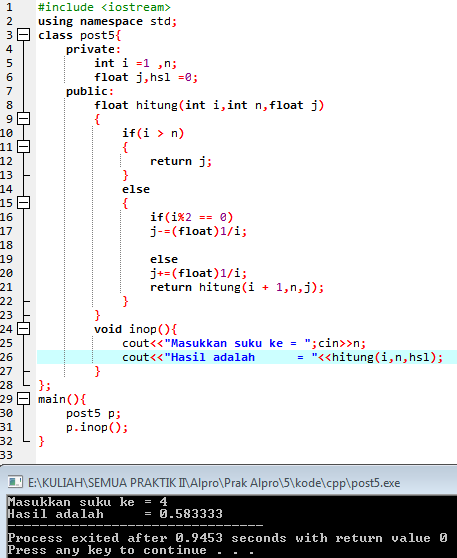 1 #include <iostream>
2 using namespace std;
3 class post5{
4 private:
5 int i =1 ,n;
6 float j,hsl =0;
7 public:
8 float hitung(int i,int n,float j)
9 {
10 if(i > n)
11 {
12 return j;
13 }
14 else
15 {
16 if(i%2 == 0)
17 j-=(float)1/i;
18
19 else
20 j+=(float)1/i;
21 return hitung(i + 1,n,j);
22 }
23 }
24 void inop(){
25 cout<<"Masukkan suku ke = ";cin>>n;
26 cout<<"Hasil adalah      = "<<hitung(i,n,hsl);
27 }
28 };
29 main(){
30 post5 p;
31 p.inop();
32 }
33
E:\KULIAH\SEMUA PRAKTIK II\Alpro\Prak Alpro\5\kode\cpp\post5.exe
Masukkan suku ke = 4
Hasil adalah      = 0.583333
--------------------------------
Process exited after 0.9453 seconds with return value 0
Press any key to continue . . .